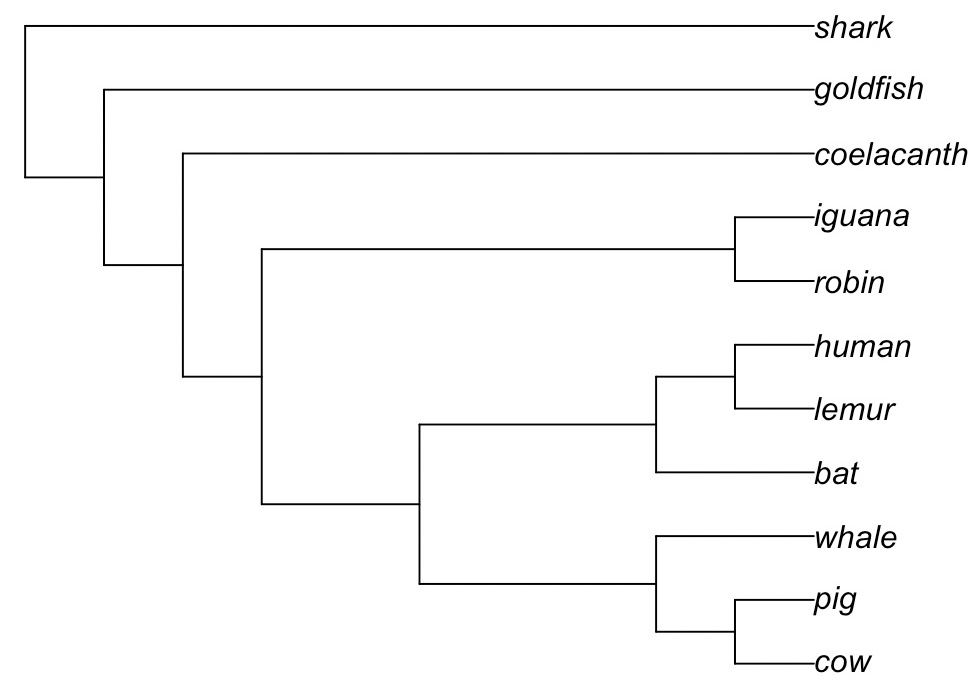 shark
goldfish
coelacanth
iguana
robin
human
lemur
bat
whale
pig
cow